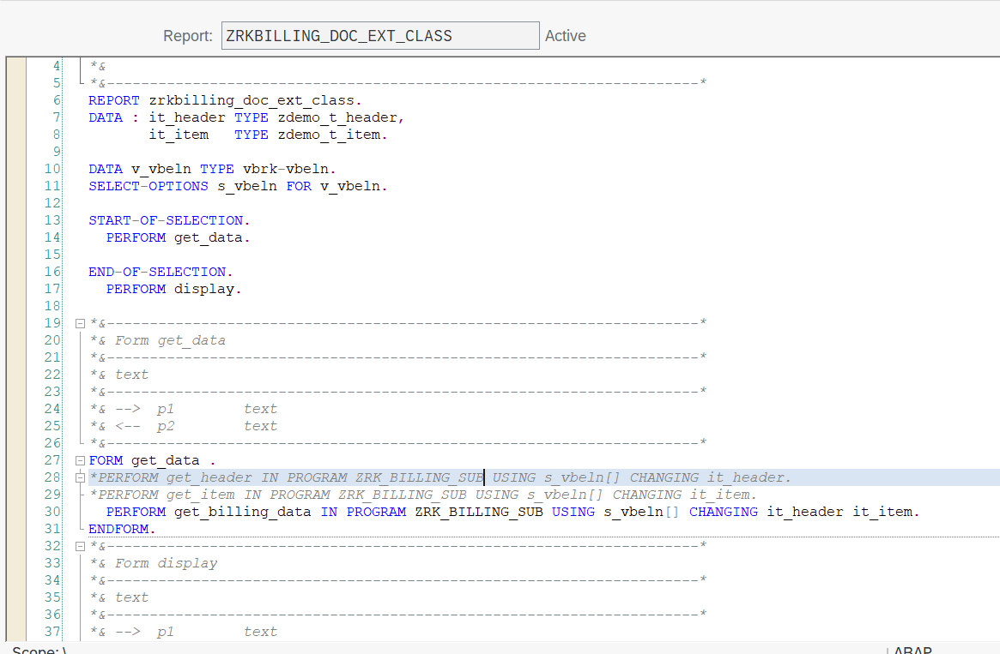 Report: ZRKBILLING_DOC_EXT_CLASS Active
4 *&
5 *&---------------------------------------------------------------------*
6 REPORT zrkbilling_doc_ext_class.
7 DATA : it_header TYPE zdemo_t_header,
8        it_item   TYPE zdemo_t_item.
9
10 DATA v_vbeln TYPE vbrk-vbeln.
11 SELECT-OPTIONS s_vbeln FOR v_vbeln.
12
13 START-OF-SELECTION.
14   PERFORM get_data.
15
16 END-OF-SELECTION.
17   PERFORM display.
18
19 *&---------------------------------------------------------------------*
20 *& Form get_data
21 *&---------------------------------------------------------------------*
22 *& text
23 *&---------------------------------------------------------------------*
24 *& -->  p1        text
25 *& <--  p2        text
26 *&---------------------------------------------------------------------*
27 FORM get_data .
28 *PERFORM get_header IN PROGRAM ZRK_BILLING_SUB USING s_vbeln[] CHANGING it_header.
29 *PERFORM get_item IN PROGRAM ZRK_BILLING_SUB USING s_vbeln[] CHANGING it_item.
30   PERFORM get_billing_data IN PROGRAM ZRK_BILLING_SUB USING s_vbeln[] CHANGING it_header it_item.
31 ENDFORM.
32 *&---------------------------------------------------------------------*
33 *& Form display
34 *&---------------------------------------------------------------------*
35 *& text
36 *&---------------------------------------------------------------------*
37 *& -->  p1        text
Scope: \ ABAP